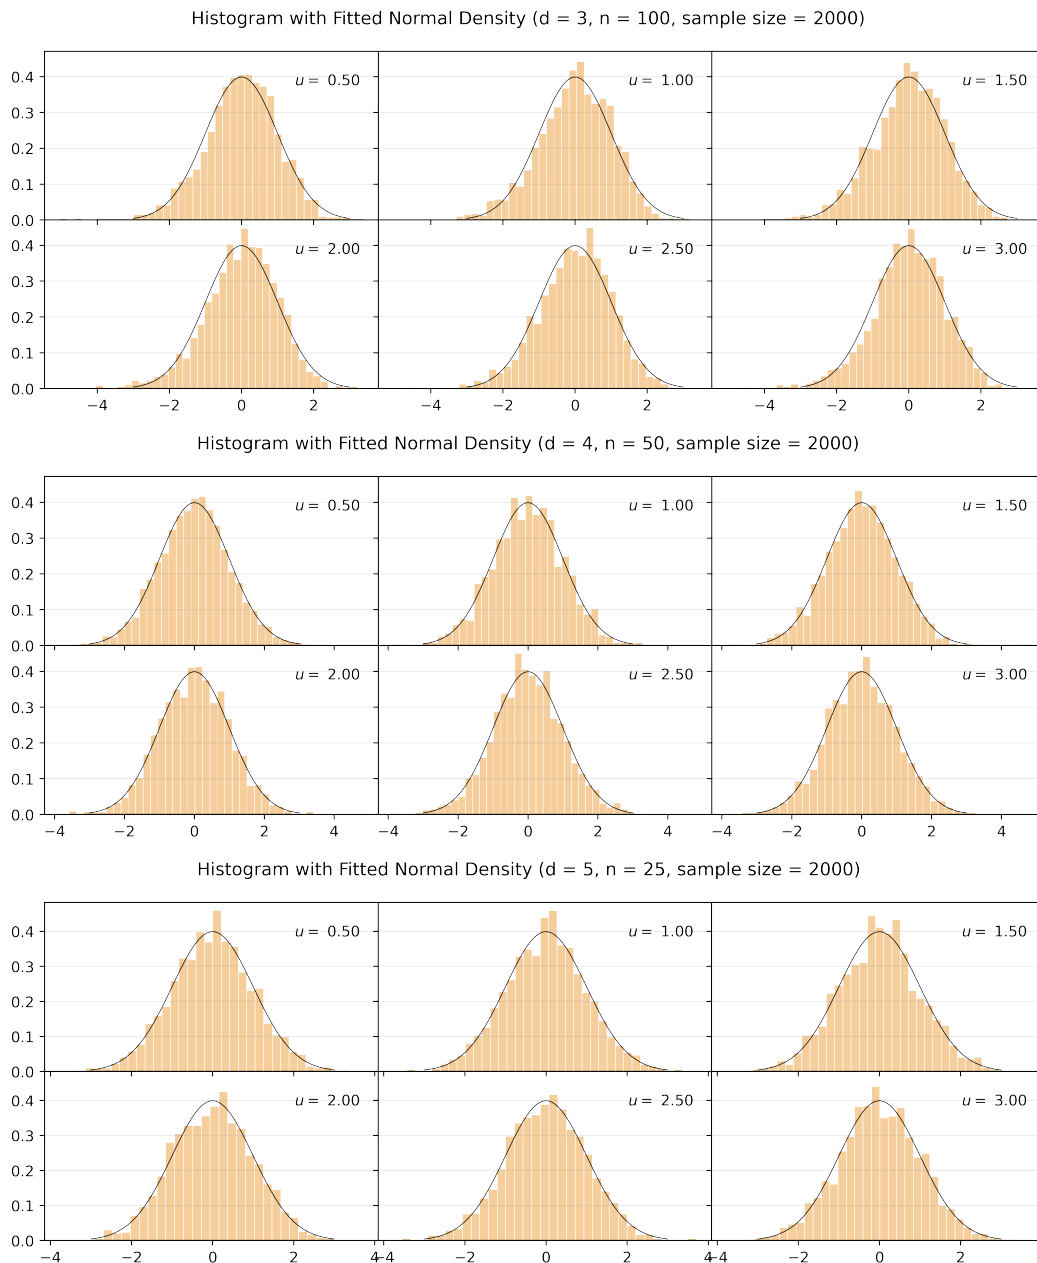 Histogram with Fitted Normal Density (d = 3, n = 100, sample size = 2000)
0.4
u = 0.50
u = 1.00
u = 1.50
0.3
0.2
0.1
0.0
0.4
u = 2.00
u = 2.50
u = 3.00
0.3
0.2
0.1
0.0
−4 −2 0 2 −4 −2 0 2 −4 −2 0 2
Histogram with Fitted Normal Density (d = 4, n = 50, sample size = 2000)
0.4
u = 0.50
u = 1.00
u = 1.50
0.3
0.2
0.1
0.0
0.4
u = 2.00
u = 2.50
u = 3.00
0.3
0.2
0.1
0.0
−4 −2 0 2 4 −4 −2 0 2 4 −4 −2 0 2 4
Histogram with Fitted Normal Density (d = 5, n = 25, sample size = 2000)
0.4
u = 0.50
u = 1.00
u = 1.50
0.3
0.2
0.1
0.0
0.4
u = 2.00
u = 2.50
u = 3.00
0.3
0.2
0.1
0.0
−4 −2 0 2 4 −4 −2 0 2 4 −4 −2 0 2